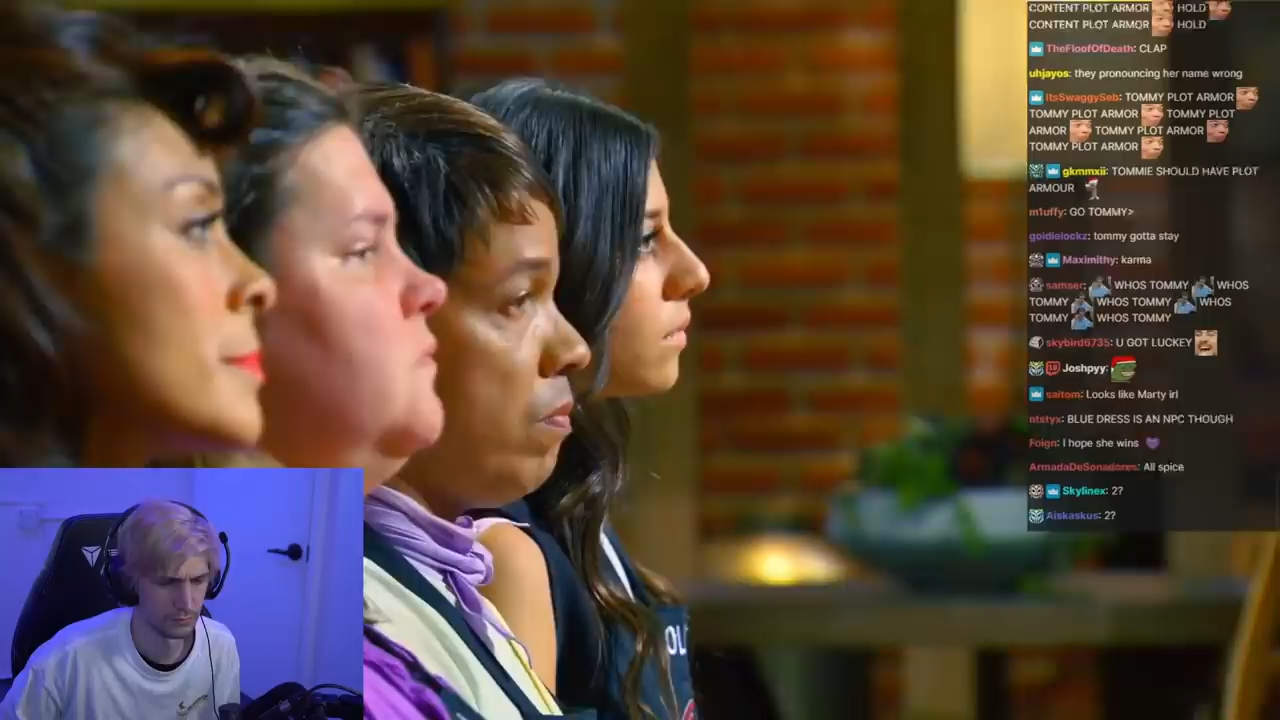 CONTENT PLOT ARMOR HOLD
CONTENT PLOT ARMOR HOLD
TheFloofOfDeath: CLAP
uhjayos: they pronouncing her name wrong
ItsSwaggySeb: TOMMY PLOT ARMOR
TOMMY PLOT ARMOR TOMMY PLOT
ARMOR TOMMY PLOT ARMOR
TOMMY PLOT ARMOR
gkmmxii: TOMMIE SHOULD HAVE PLOT
ARMOUR
m1uffy: GO TOMMY>
goidielockz: tommy gotta stay
Maximithy: karma
samser: WHOS TOMMY WHOS
TOMMY WHOS TOMMY WHOS
TOMMY WHOS TOMMY
skybird6735: U GOT LUCKEY
Joshpyy:
saitom: Looks like Marty irl
ntstyx: BLUE DRESS IS AN NPC THOUGH
Foign: I hope she wins
ArmadaDeSonadores: All spice
Skylinex: 2?
Aiskaskus: 2?
OL